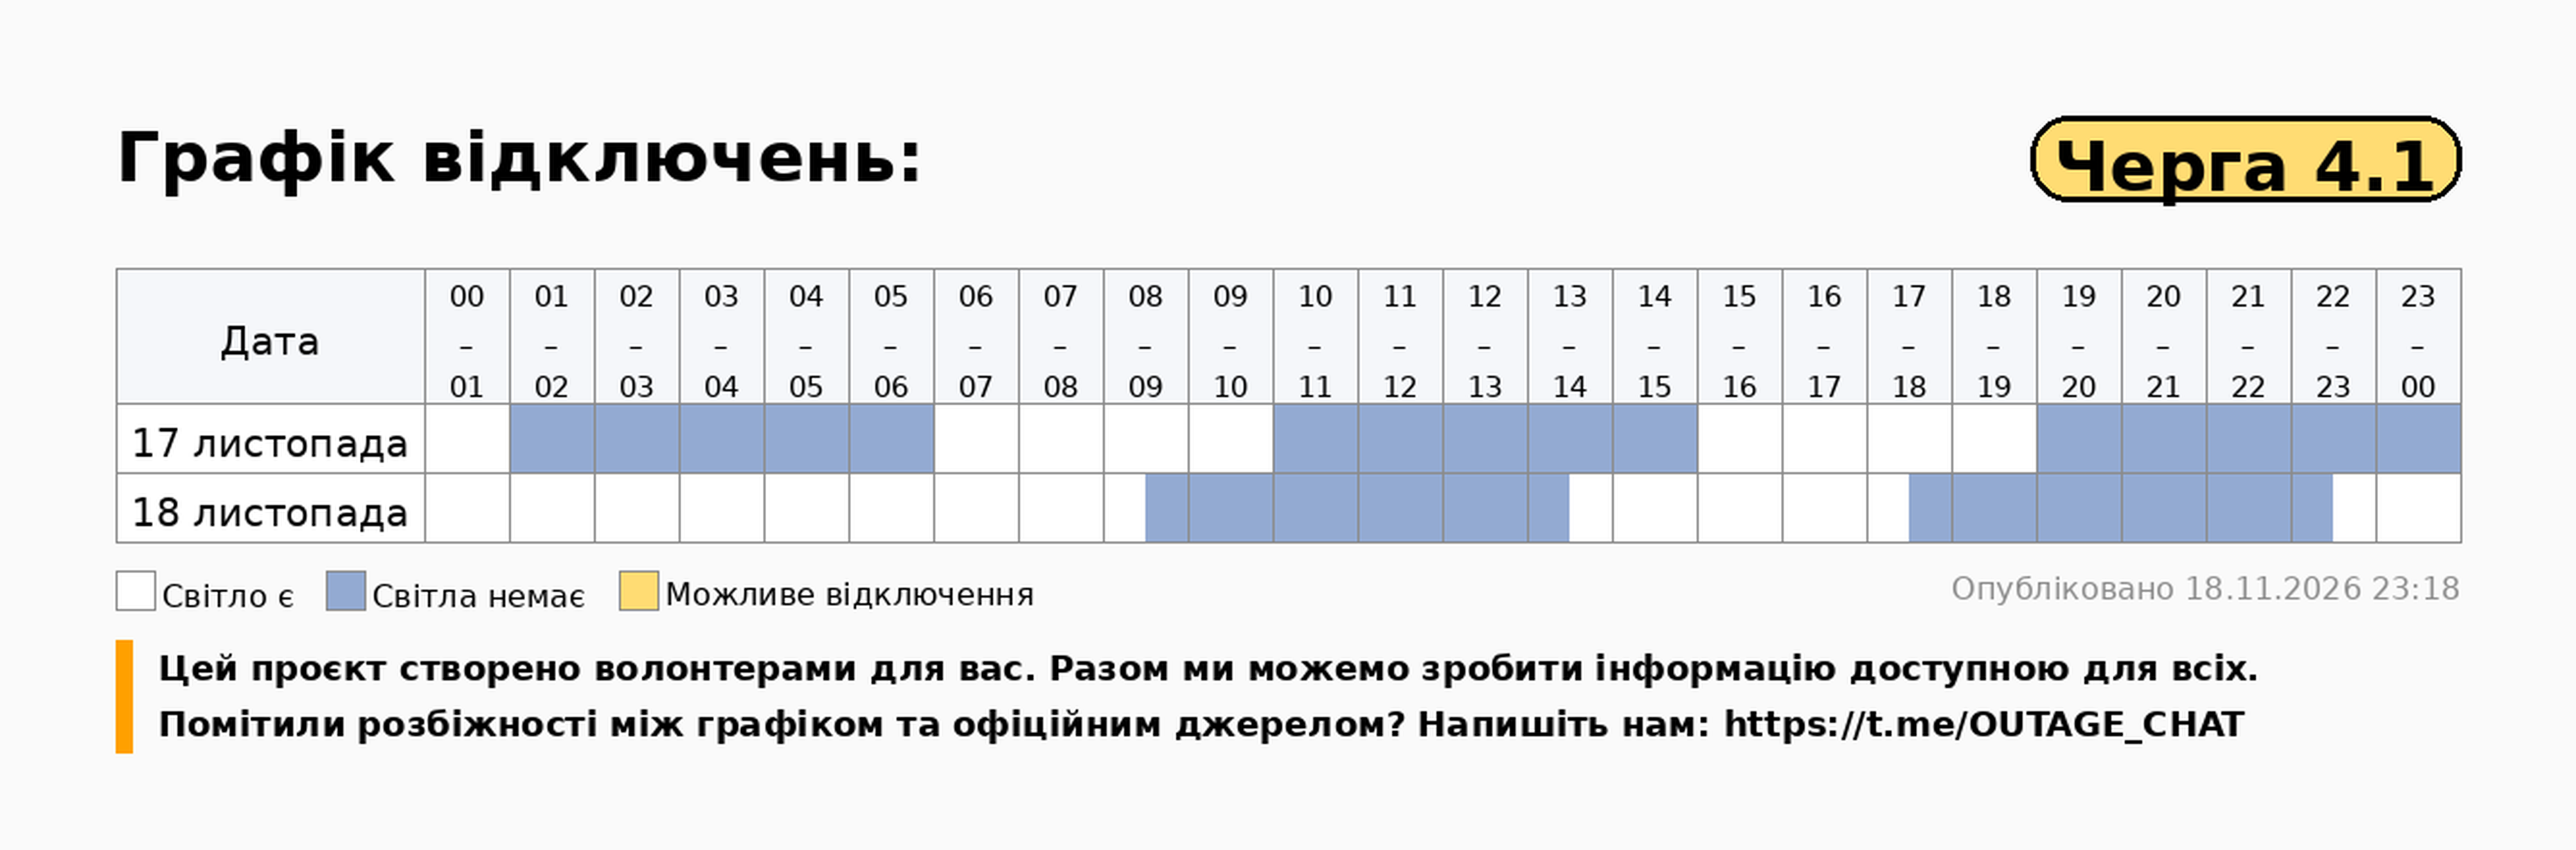 Графік відключень:
Черга 4.1
Дата 00 – 01 01 – 02 02 – 03 03 – 04 04 – 05 05 – 06 06 – 07 07 – 08 08 – 09 09 – 10 10 – 11 11 – 12 12 – 13 13 – 14 14 – 15 15 – 16 16 – 17 17 – 18 18 – 19 19 – 20 20 – 21 21 – 22 22 – 23 23 – 00
17 листопада
18 листопада
Світло є Світла немає Можливе відключення
Опубліковано 18.11.2026 23:18
Цей проєкт створено волонтерами для вас. Разом ми можемо зробити інформацію доступною для всіх.
Помітили розбіжності між графіком та офіційним джерелом? Напишіть нам: https://t.me/OUTAGE_CHAT